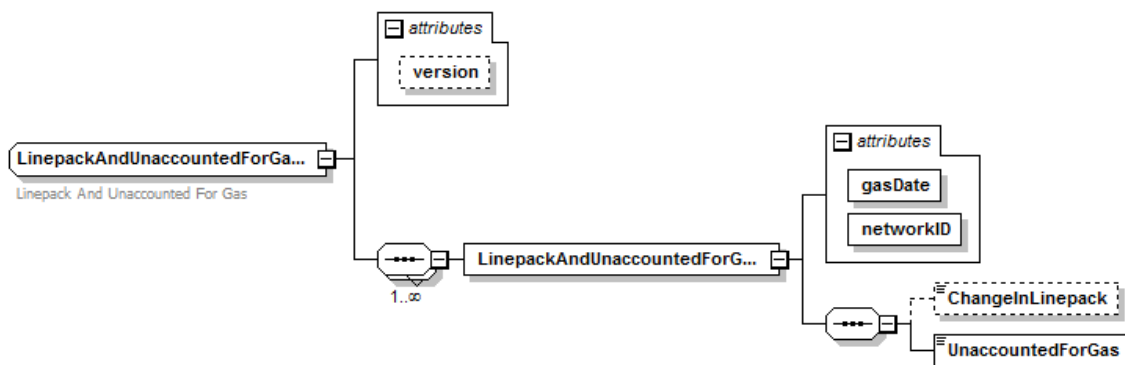 attributes
version
LinepackAndUnaccountedForGa...
Linepack And Unaccounted For Gas
attributes
gasDate
networkID
LinepackAndUnaccountedForG...
1..∞
ChangeInLinepack
UnaccountedForGas